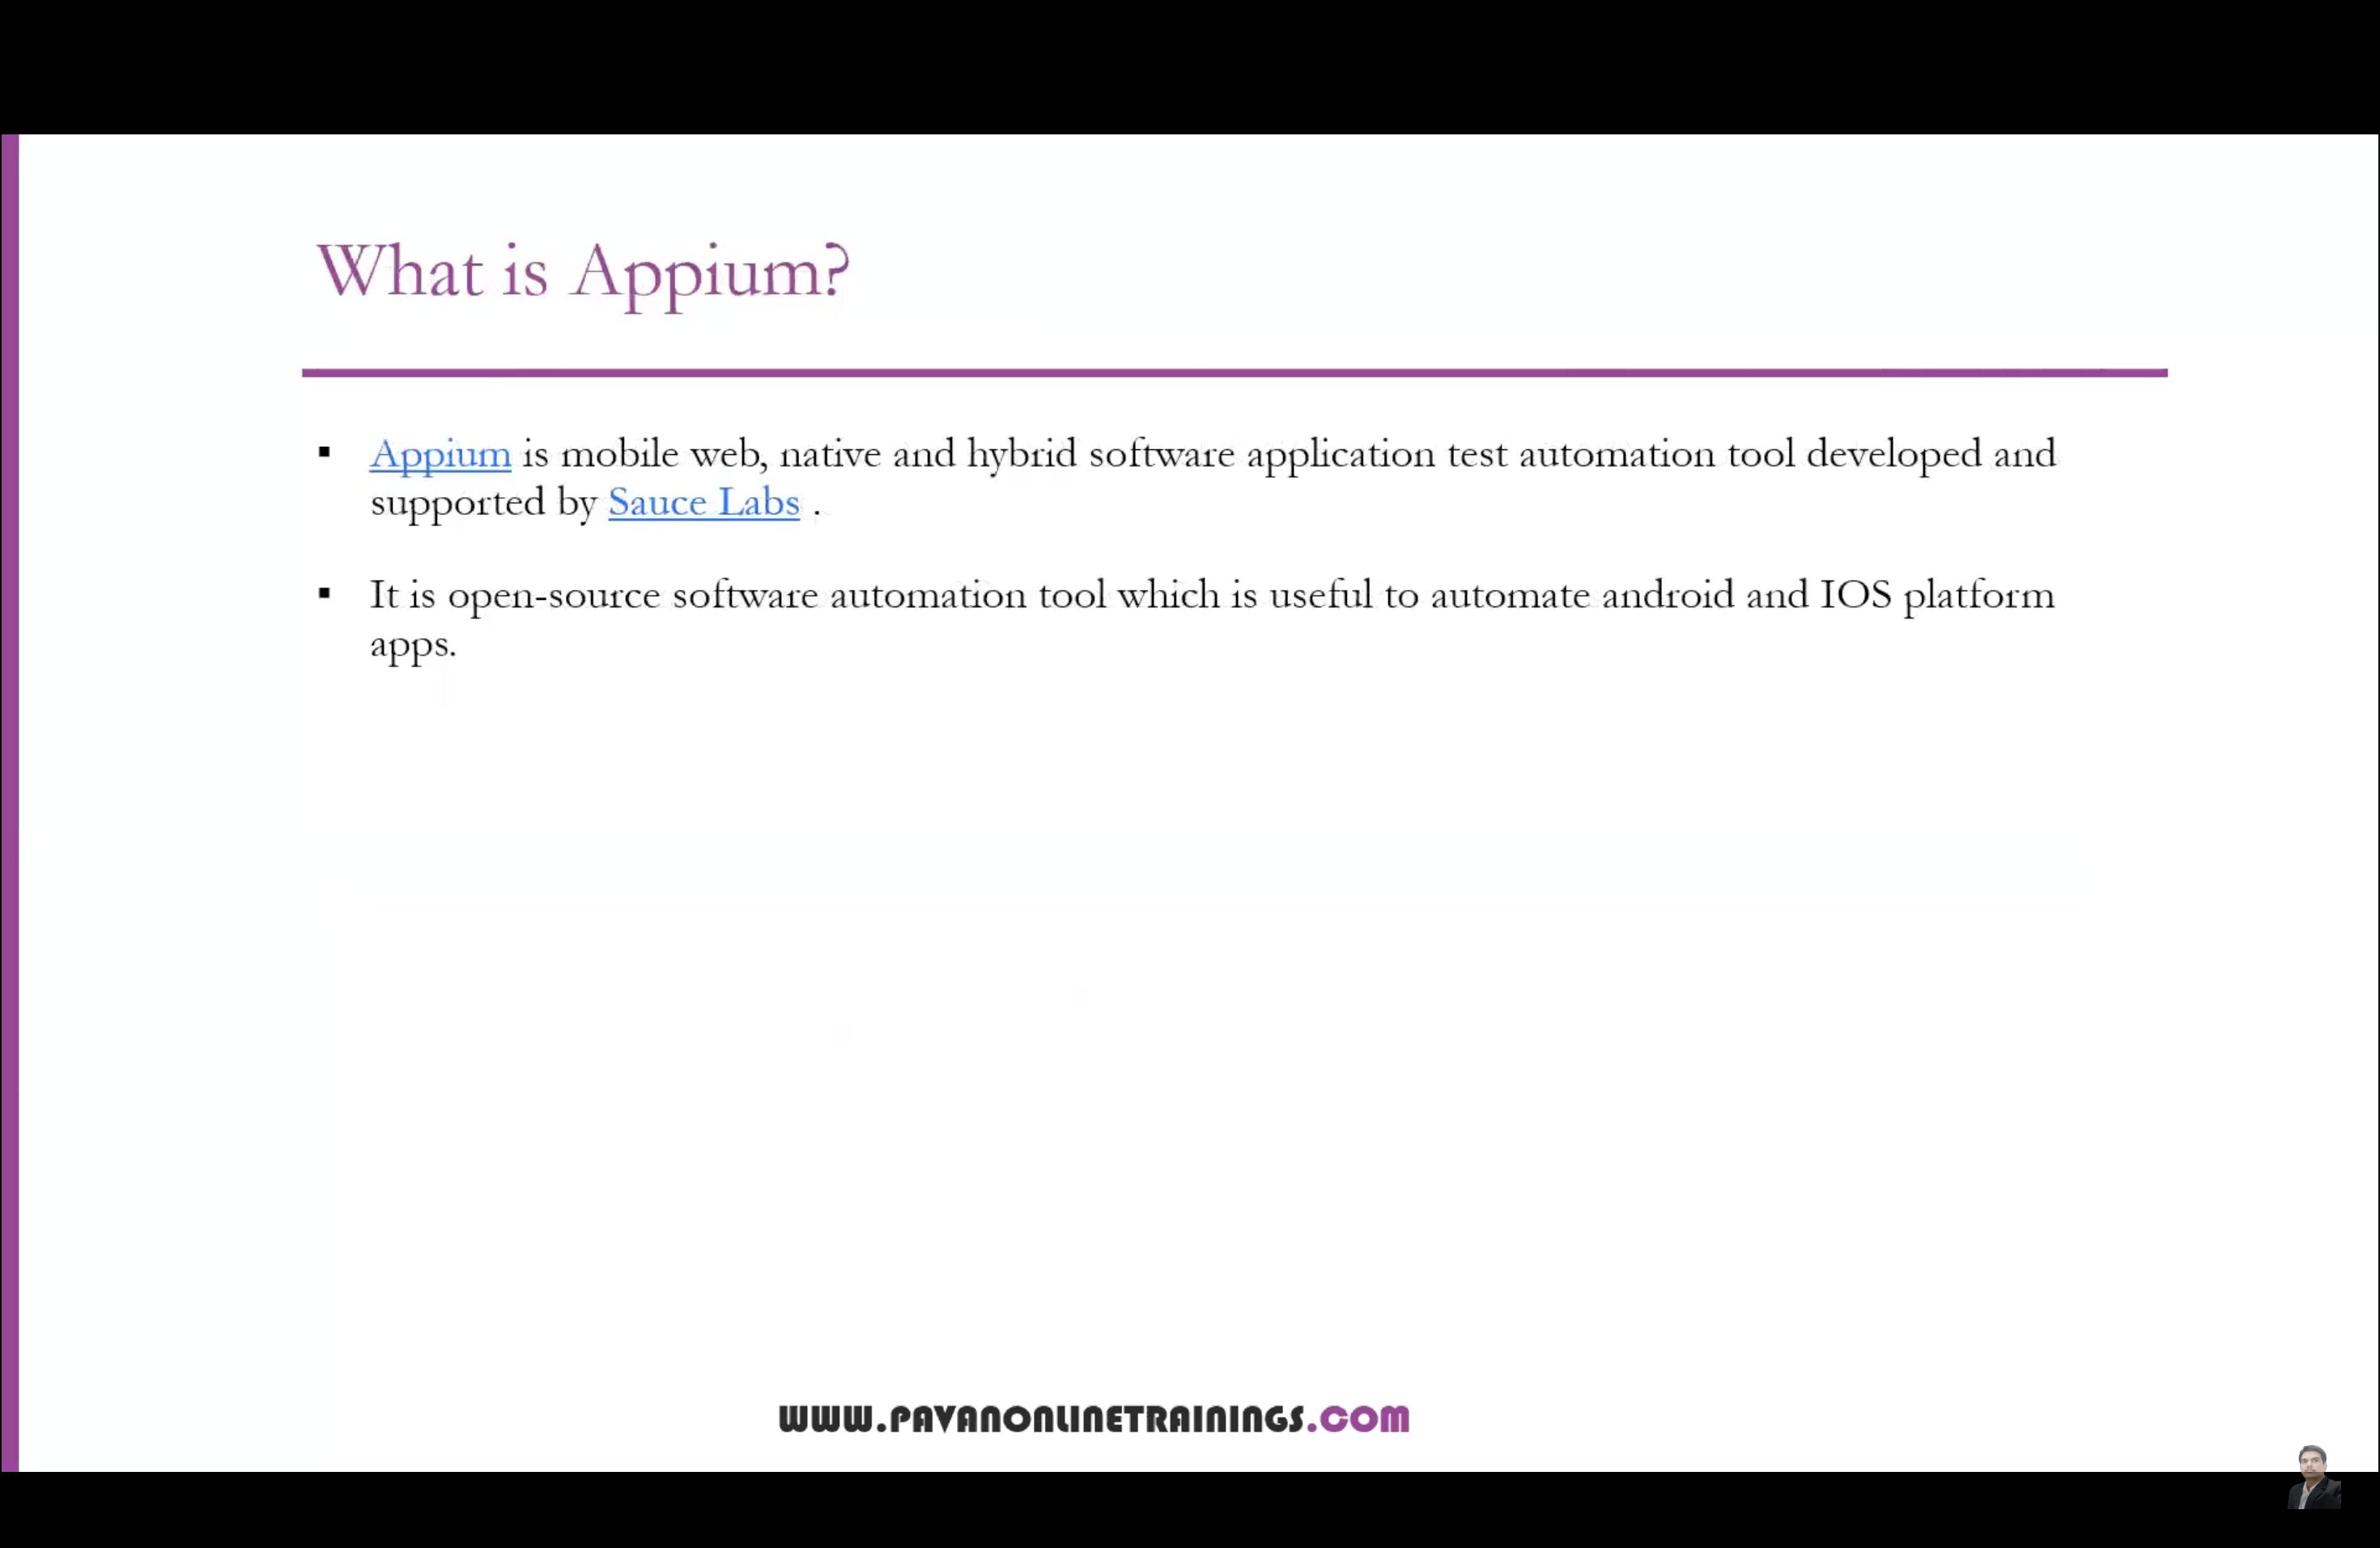 What is Appium?
▪ Appium is mobile web, native and hybrid software application test automation tool developed and
supported by Sauce Labs .
▪ It is open-source software automation tool which is useful to automate android and IOS platform
apps.
WWW.PAVANONLINETRAININGS.COM